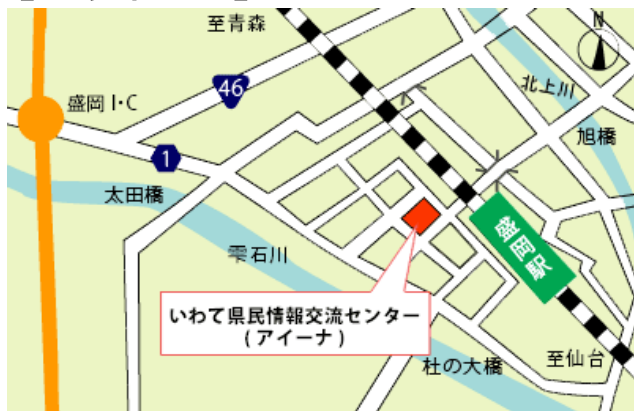 至青森
N
46
北上川
盛岡 I・C
旭橋
1
太田橋
盛岡駅
雫石川
いわて県民情報交流センター
(アイーナ)
至仙台
杜の大橋